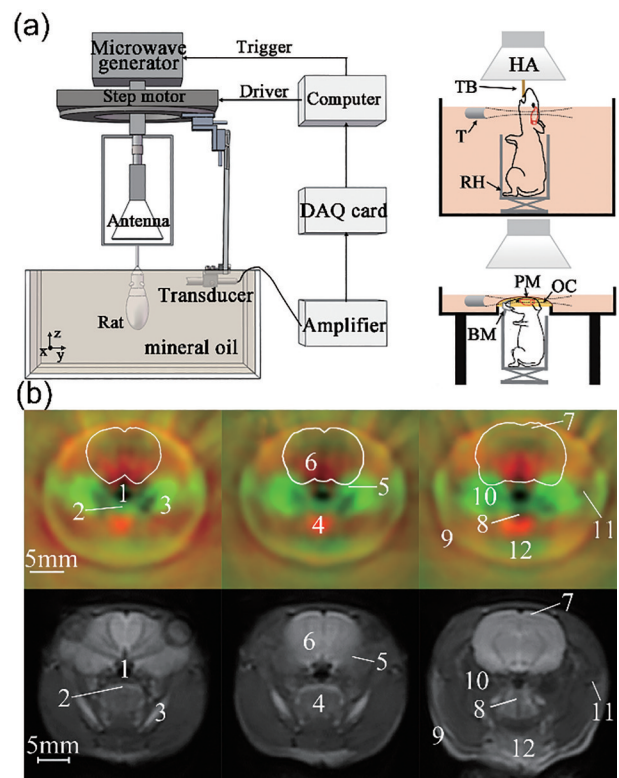 (a)
Microwave
generator
Trigger
Step motor
Driver
Computer
Antenna
DAQ card
Transducer
Rat
Amplifier
mineral oil
z
x
y
HA
TB
T
RH
PM
OC
BM
(b)
7
6
1
5
10
2
3
8
11
4
9
12
5mm
7
6
1
5
2
10
3
4
8
11
9
12
5mm